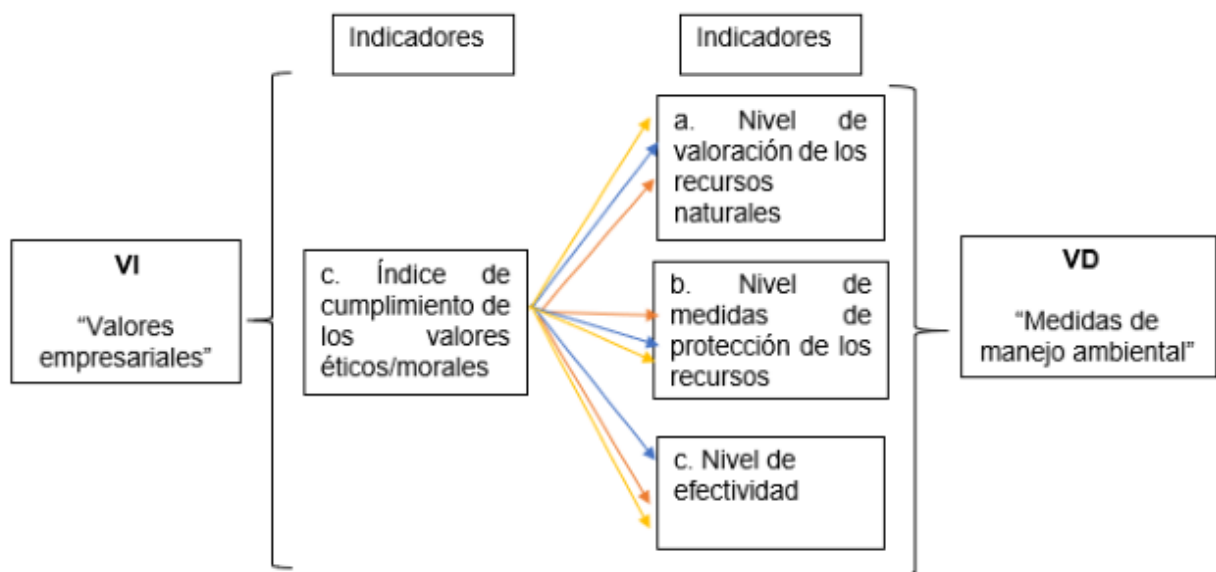 Indicadores
Indicadores
VI
“Valores
empresariales”
c. Índice de
cumplimiento de
los valores
éticos/morales
a. Nivel de
valoración de los
recursos
naturales
b. Nivel de
medidas de
protección de los
recursos
c. Nivel de
efectividad
VD
“Medidas de
manejo ambiental”